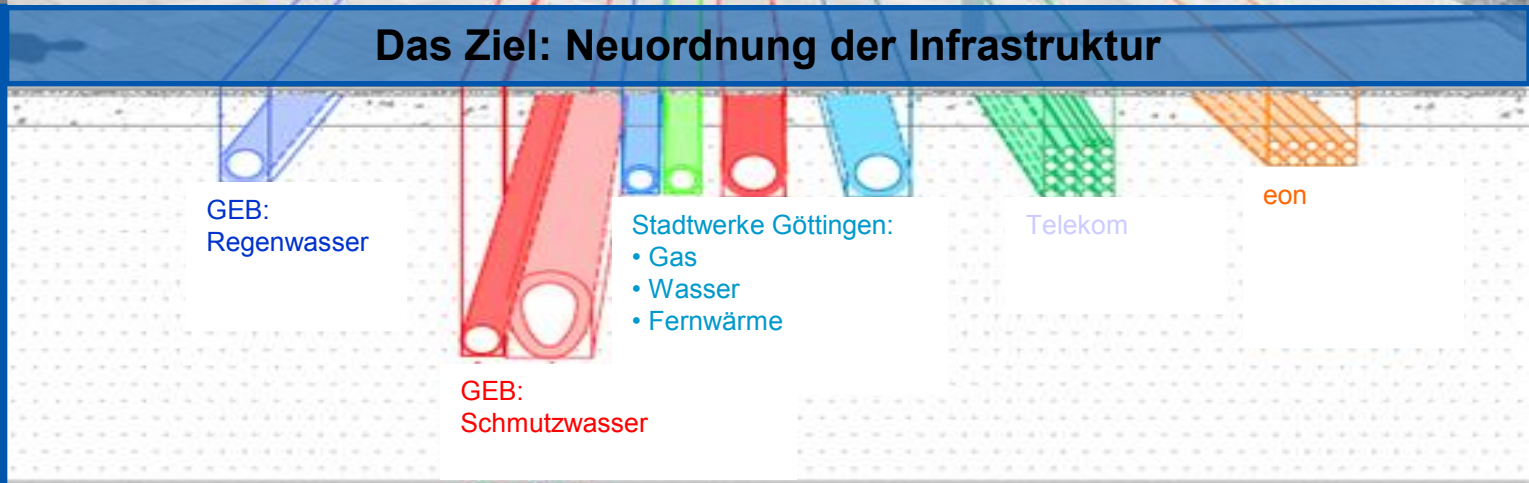 Das Ziel: Neuordnung der Infrastruktur
GEB:
Regenwasser
GEB:
Schmutzwasser
Stadtwerke Göttingen:
• Gas
• Wasser
• Fernwärme
Telekom
eon